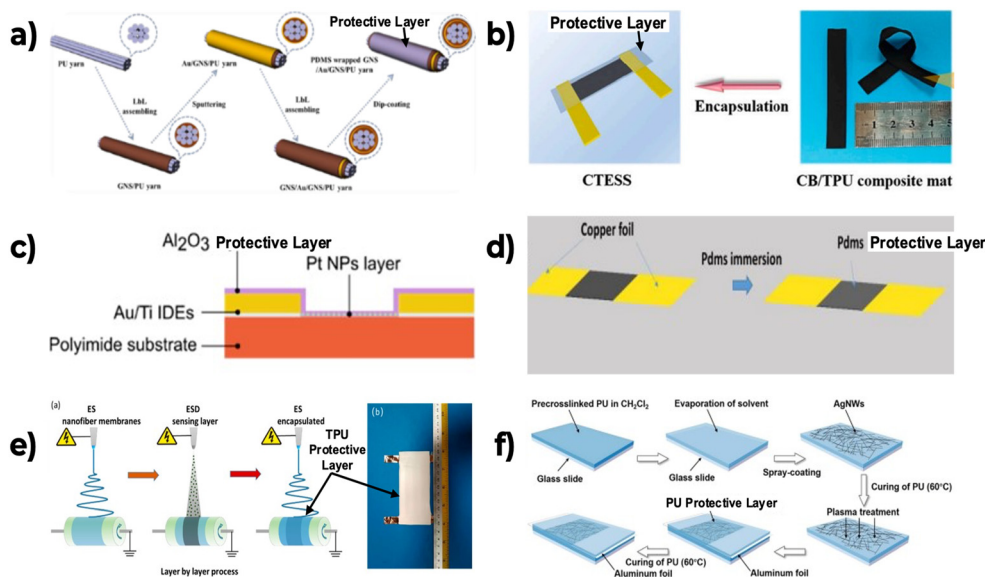 a)
Protective Layer
PU yarn
Au/GNS/PU yarn
PDMS wrapped GNS
/Au/GNS/PU yarn
LbL
assembling
Sputtering
LbL
assembling
Dip-coating
GNS/PU yarn
GNS/Au/GNS/PU yarn
b)
Protective Layer
Encapsulation
1 2 3 4 5
CTESS
CB/TPU composite mat
c)
Al2O3 Protective Layer
Pt NPs layer
Au/Ti IDEs
Polyimide substrate
d)
Copper foil
Pdms immersion
Pdms Protective Layer
e)
(a)
ES
nanofiber membranes
ESD
sensing layer
ES
encapsulated
TPU
Protective
Layer
(b)
Layer by layer process
f)
Precrosslinked PU in CH2Cl2
Evaporation of solvent
AgNWs
Glass slide
Glass slide
Spray-coating
Curing of PU (60°C)
Plasma treatment
PU Protective Layer
Curing of PU (60°C)
Aluminum foil
Aluminum foil